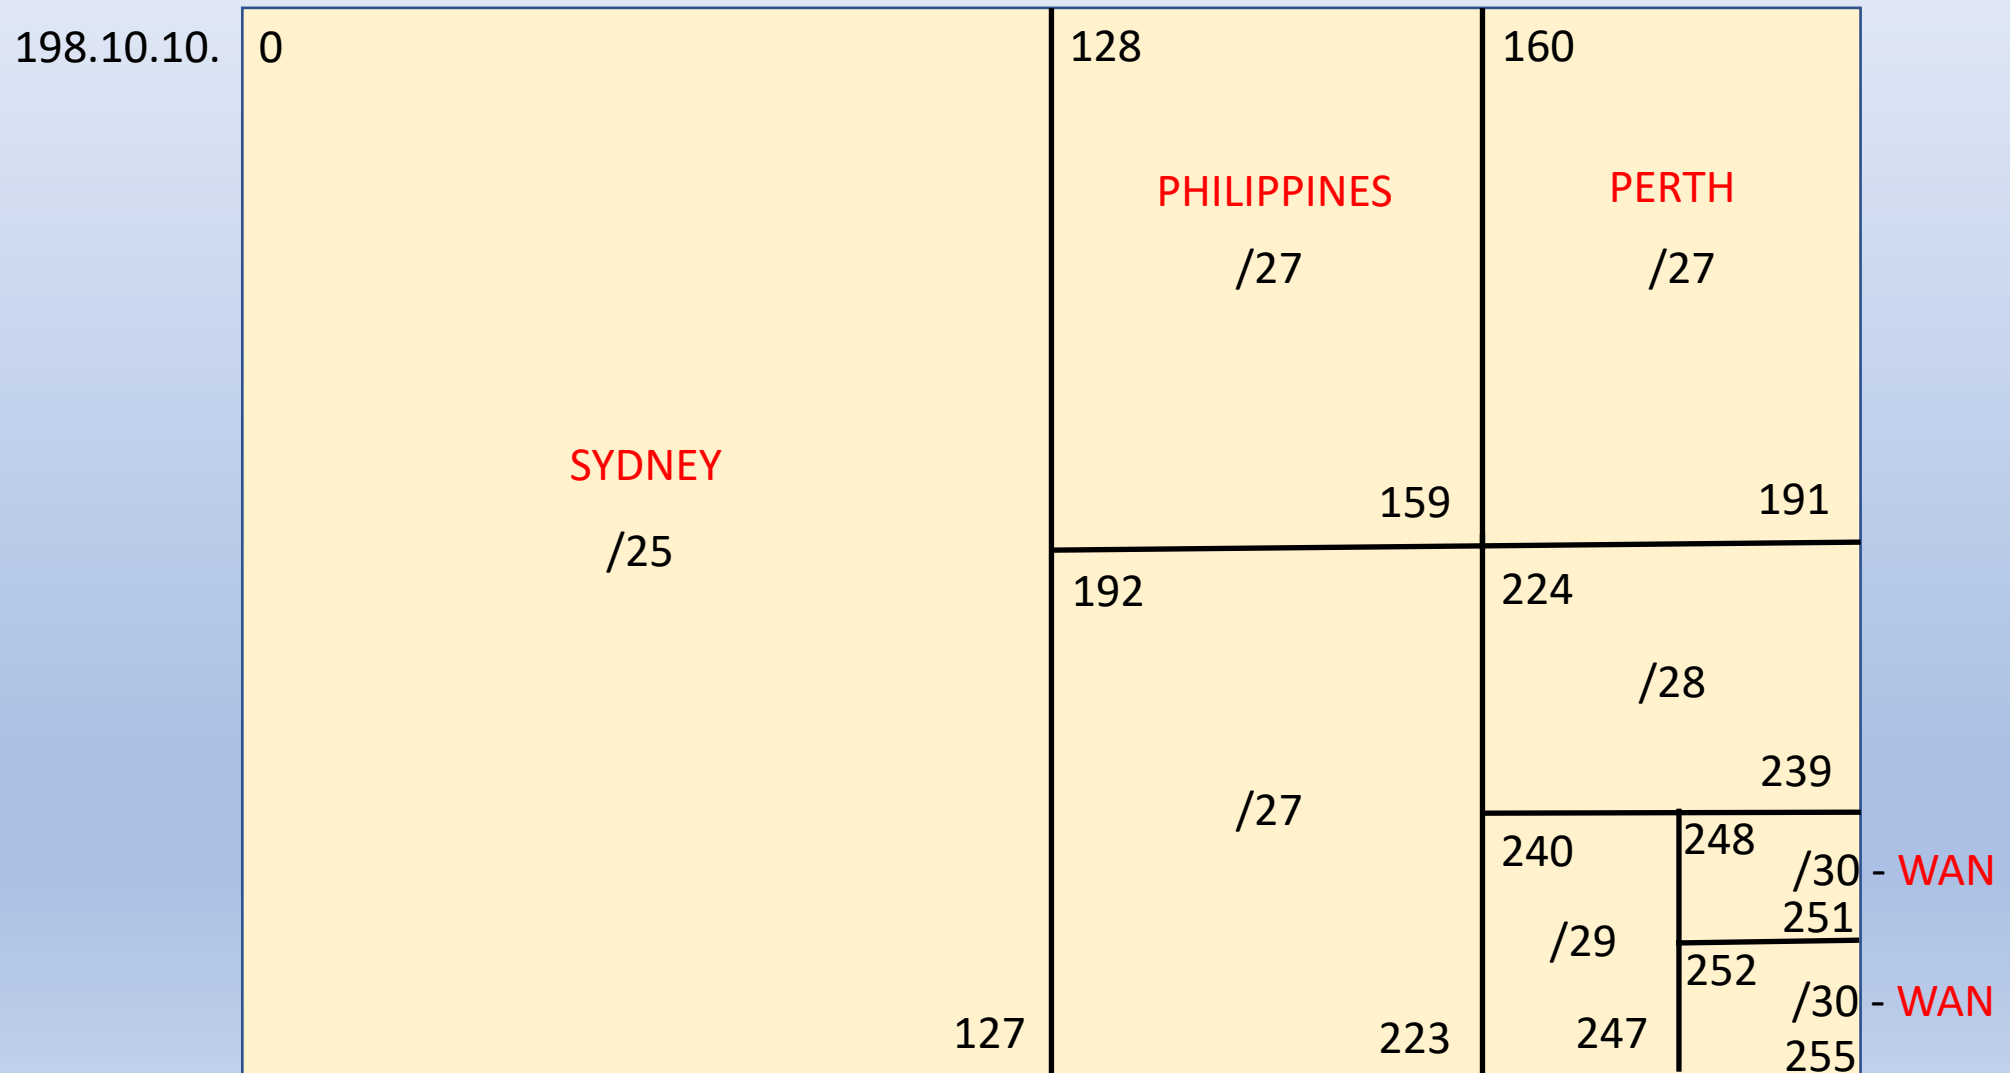 198.10.10. 0 128 160
PHILIPPINES PERTH
/27 /27
SYDNEY
159 191
/25
192 224
/28
239
/27
240 248
/30 - WAN
251
/29
252
/30 - WAN
127 223 247
255